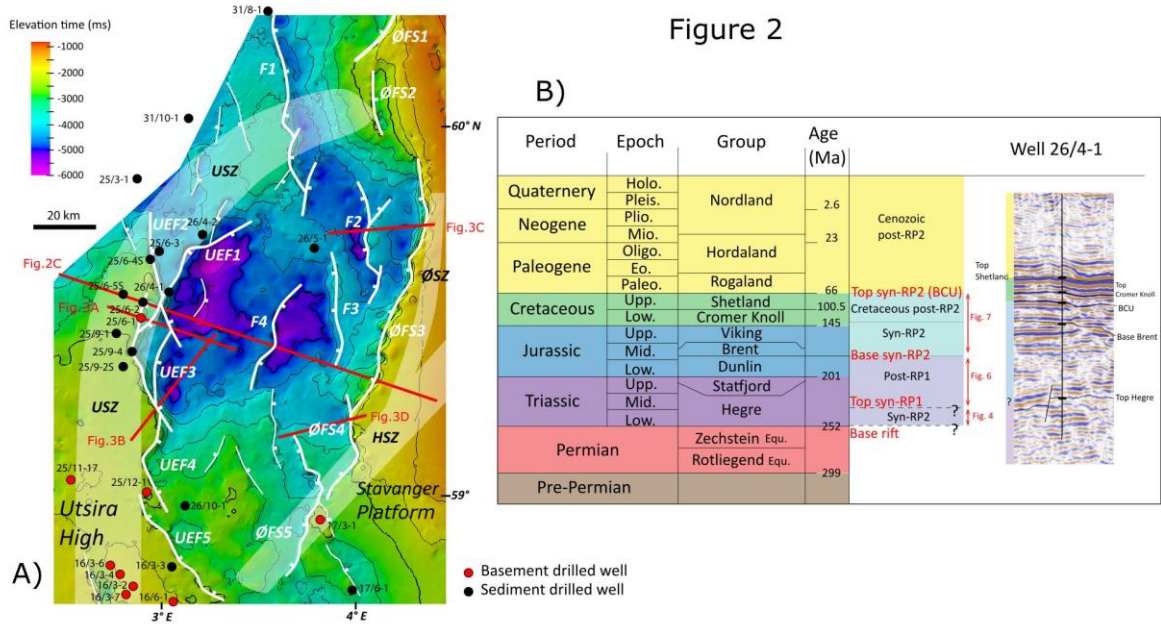 Figure 2
Elevation time (ms)
-1000
-2000
-3000
-4000
-5000
-6000
20 km
31/8-1
ØFS1
F1
ØFS2
60° N
31/10-1
USZ
25/3-1
UEF2
26/4-2
25/6-3
F2
Fig.3C
26/5-1
UEF1
25/6-4S
Fig.2C
ØSZ
25/6-5S
26/4-1
Fig.3A
25/6-2
F3
25/6-1
F4
ØFS3
25/9-1
25/9-4
UEF3
25/9-2S
USZ
Fig.3D
Fig.3B
ØFS4
HSZ
UEF4
25/11-17
25/12-1
59°
26/10-1
Stavanger
Platform
Utsira
High
17/3-1
UEF5
ØFS5
16/3-6
16/3-3
16/3-4
16/3-2
16/3-7
16/6-1
17/6-1
A)
3° E
4° E
Basement drilled well
Sediment drilled well
B)
Period Epoch Group Age (Ma) Well 26/4-1
Quaternery Holo. Nordland
Pleis. 2.6
Neogene Plio. Cenozoic
Mio. 23 post-RP2
Paleogene Oligo. Hordaland
Eo.
Paleo. Rogaland 66
Top syn-RP2 (BCU)
Cretaceous Upp. Shetland 100.5 Cretaceous post-RP2
Low. Cromer Knoll 145
Jurassic Upp. Viking Syn-RP2 Fig. 7
Mid. Brent Base syn-RP2
Low. Dunlin 201 Post-RP1 Fig. 6
Triassic Upp. Statfjord
Mid. Hegre Top syn-RP1 ?
Low. 252 Syn-RP2 Fig. 4
Base rift ?
Permian Zechstein Equ.
Rotliegend Equ. 299
Pre-Permian
Top
Shetland
Top
Cromer Knoll
BCU
Base Brent
Top Hegre
?